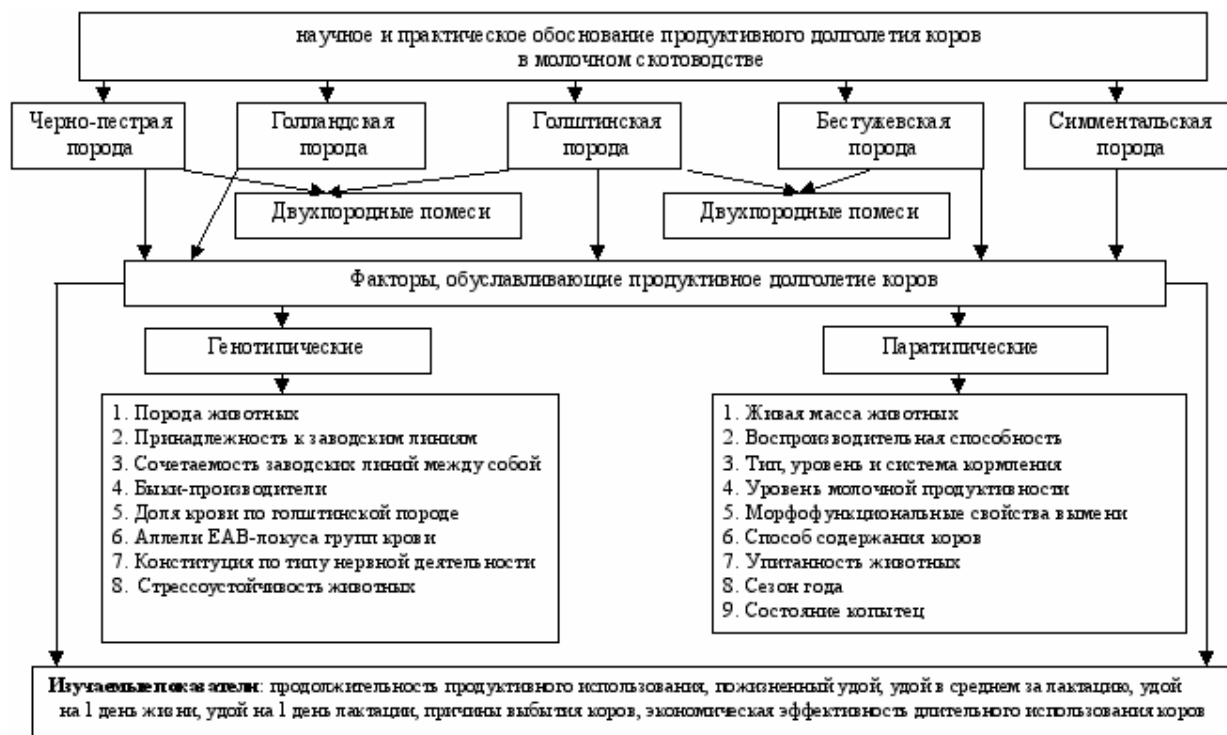 научное и практическое обоснование продуктивного долголетия коров
в молочном скотоводстве
Черно-пестрая
порода
Голландская
порода
Голштинская
порода
Бестужевская
порода
Симментальская
порода
Двухпородные помеси
Двухпородные помеси
Факторы, обуславливающие продуктивное долголетие коров
Генотипические
Паратипические
1. Порода животных
2. Принадлежность к заводским линиям
3. Сочетаемость заводских линий между собой
4. Быки-производители
5. Доля крови по голштинской породе
6. Аллели ЕАВ-локуса групп крови
7. Конституция по типу нервной деятельности
8. Стрессоустойчивость животных
1. Живая масса животных
2. Воспроизводительная способность
3. Тип, уровень и система кормления
4. Уровень молочной продуктивности
5. Морфофункциональные свойства вымени
6. Способ содержания коров
7. Упитанность животных
8. Сезон года
9. Состояние копытец
Изучаемые показатели: продолжительность продуктивного использования, пожизненный удой, удой в среднем за лактацию, удой
на 1 день жизни, удой на 1 день лактации, причины выбытия коров, экономическая эффективность длительного использования коров